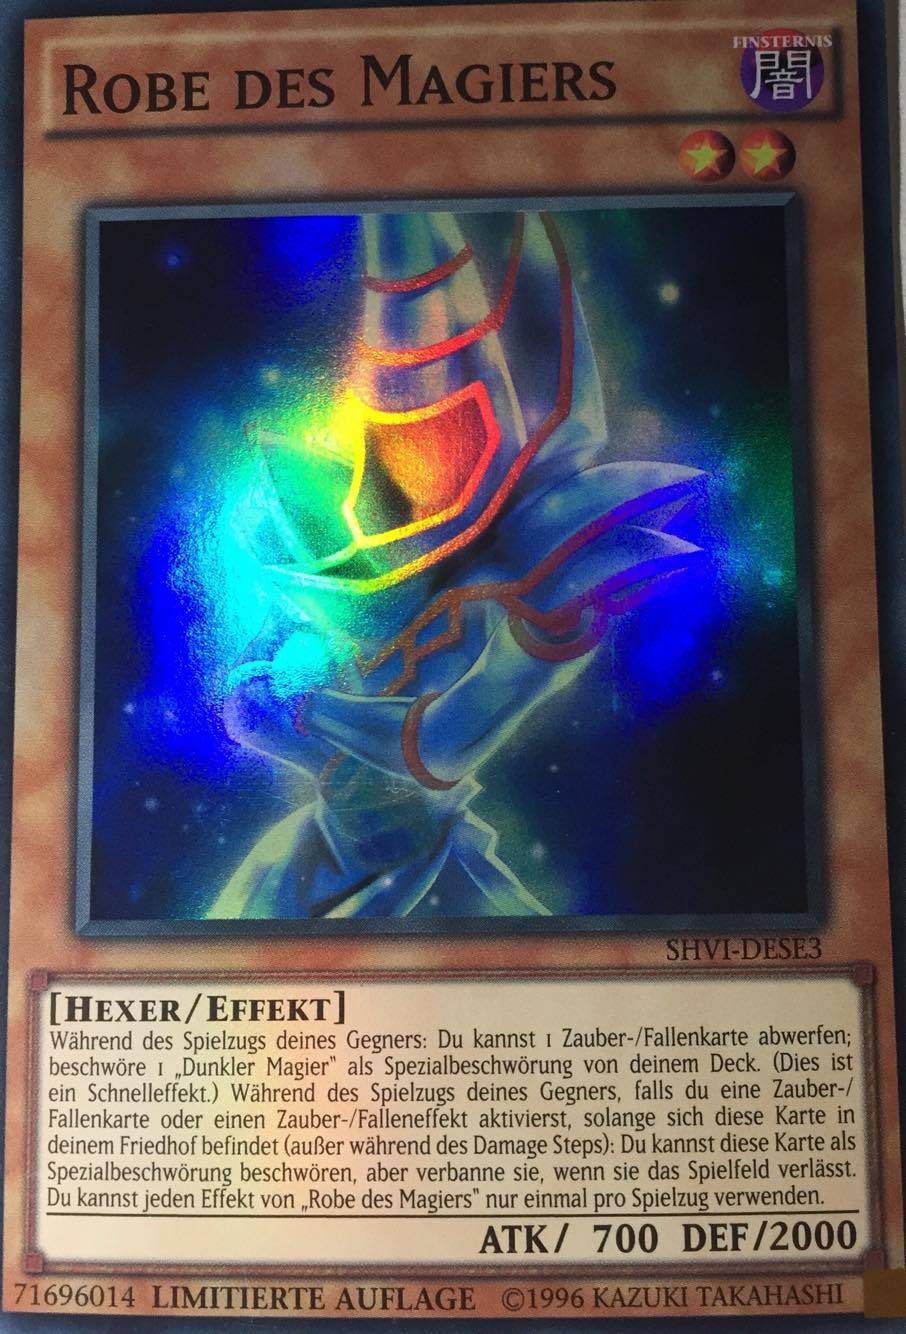 FINSTERNIS
ROBE DES MAGIERS
闇
SHVI-DESE3
[HEXER/EFFEKT]
Während des Spielzugs deines Gegners: Du kannst 1 Zauber-/Fallenkarte abwerfen;
beschwöre 1 „Dunkler Magier" als Spezialbeschwörung von deinem Deck. (Dies ist
ein Schnelleffekt.) Während des Spielzugs deines Gegners, falls du eine Zauber-/
Fallenkarte oder einen Zauber-/Falleneffekt aktivierst, solange sich diese Karte in
deinem Friedhof befindet (außer während des Damage Steps): Du kannst diese Karte als
Spezialbeschwörung beschwören, aber verbanne sie, wenn sie das Spielfeld verlässt.
Du kannst jeden Effekt von „Robe des Magiers" nur einmal pro Spielzug verwenden.
ATK/ 700 DEF/2000
71696014 LIMITIERTE AUFLAGE ©1996 KAZUKI TAKAHASHI